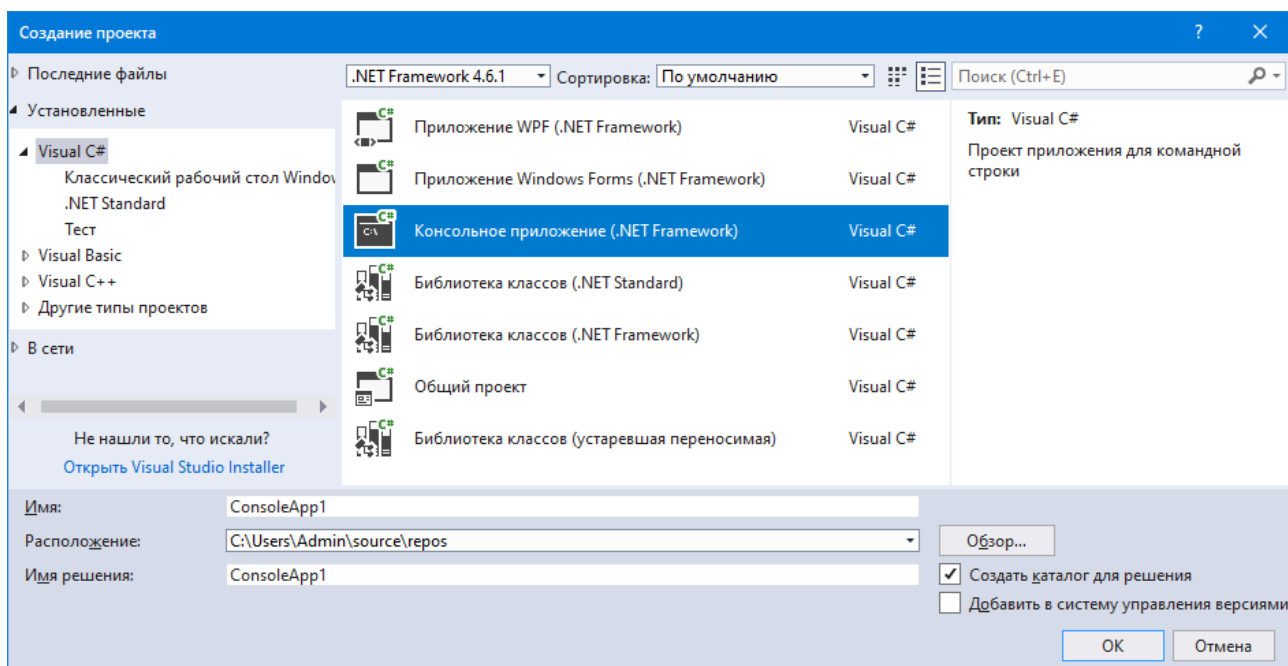 Создание проекта
?
Последние файлы
Установленные
Visual C#
Классический рабочий стол Window
.NET Standard
Тест
Visual Basic
Visual C++
Другие типы проектов
В сети
Не нашли то, что искали?
Открыть Visual Studio Installer
.NET Framework 4.6.1 Сортировка: По умолчанию
Поиск (Ctrl+E)
C# Приложение WPF (.NET Framework) Visual C#
C# Приложение Windows Forms (.NET Framework) Visual C#
C# C:\ Консольное приложение (.NET Framework) Visual C#
C# Библиотека классов (.NET Standard) Visual C#
C# Библиотека классов (.NET Framework) Visual C#
C# Общий проект Visual C#
C# Библиотека классов (устаревшая переносимая) Visual C#
Тип: Visual C#
Проект приложения для командной
строки
Имя: ConsoleApp1
Расположение: C:\Users\Admin\source\repos Обзор...
Имя решения: ConsoleApp1
Создать каталог для решения
Добавить в систему управления версиями
OK Отмена